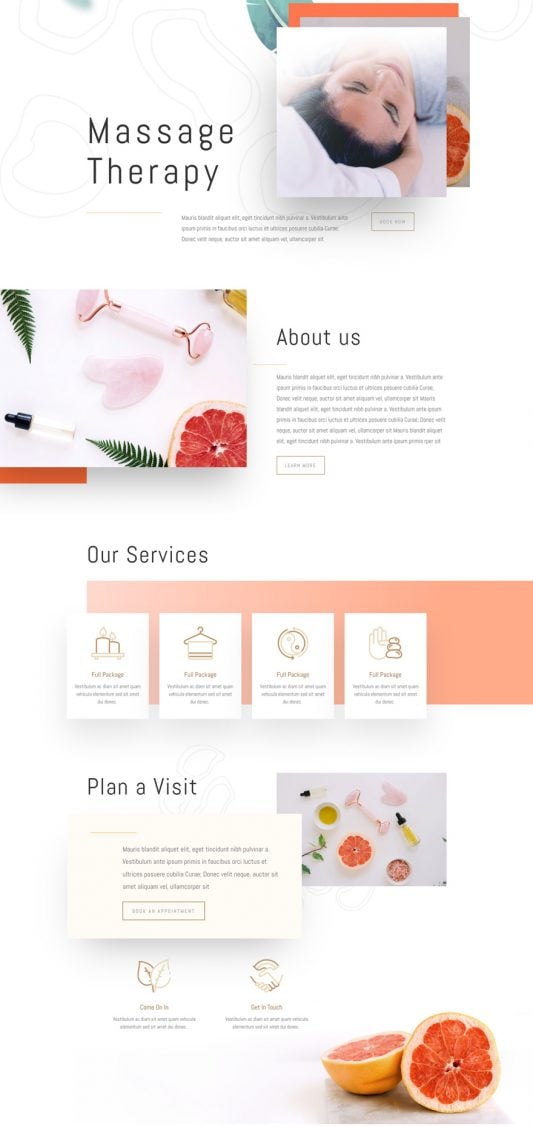 Massage
Therapy
Mauris blandit aliquet elit, eget tincidunt nibh pulvinar a. Vestibulum ante
ipsum primis in faucibus orci luctus et ultrices posuere cubilia Curae;
Donec velit neque, auctor sit amet aliquam vel, ullamcorper sit
BOOK NOW
About us
Mauris blandit aliquet elit, eget tincidunt nibh pulvinar a. Vestibulum ante
ipsum primis in faucibus orci luctus et ultrices posuere cubilia Curae;
Donec velit neque, auctor sit amet aliquam vel, ullamcorper sit Mauris
blandit aliquet elit, eget tincidunt nibh pulvinar a. Vestibulum ante ipsum
primis in faucibus orci luctus et ultrices posuere cubilia Curae; Donec velit
neque, auctor sit amet aliquam vel, ullamcorper sit Mauris blandit aliquet
elit, eget tincidunt nibh pulvinar a. Vestibulum ante ipsum primis rper sit
LEARN MORE
Our Services
Full Package
Vestibulum ac diam sit amet quam
vehicula elementum sed sit amet
dui donec.
Full Package
Vestibulum ac diam sit amet quam
vehicula elementum sed sit amet
dui donec.
Full Package
Vestibulum ac diam sit amet quam
vehicula elementum sed sit amet
dui donec.
Full Package
Vestibulum ac diam sit amet quam
vehicula elementum sed sit amet
dui donec.
Plan a Visit
Mauris blandit aliquet elit, eget tincidunt nibh pulvinar a.
Vestibulum ante ipsum primis in faucibus orci luctus et
ultrices posuere cubilia Curae; Donec velit neque, auctor sit
amet aliquam vel, ullamcorper sit
BOOK AN APPOINTMENT
Come On In
Vestibulum ac diam sit amet quam vehicula
elementum sed sit amet dui donec.
Get In Touch
Vestibulum ac diam sit amet quam vehicula
elementum sed sit amet dui donec.